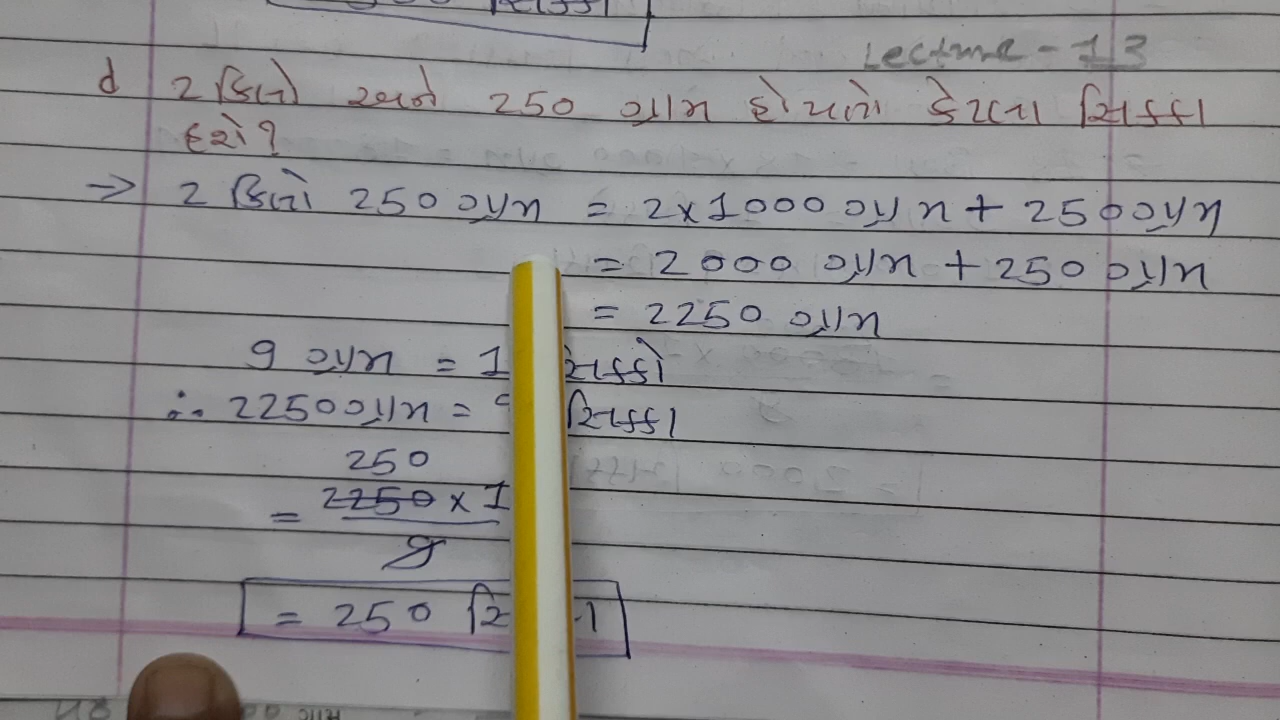 Lecture - 13
d 2 કિલો અને 250 ગ્રામ હોય તો કેટલા સિક્કા
હશે?
→ 2 કિલો 250 ગ્રામ = 2x1000 ગ્રામ + 250 ગ્રામ
= 2000 ગ્રામ + 250 ગ્રામ
= 2250 ગ્રામ
9 ગ્રામ = 1 સિક્કો
∴ 2250 ગ્રામ = સિક્કા
250
= 2250 x 1
9
= 250